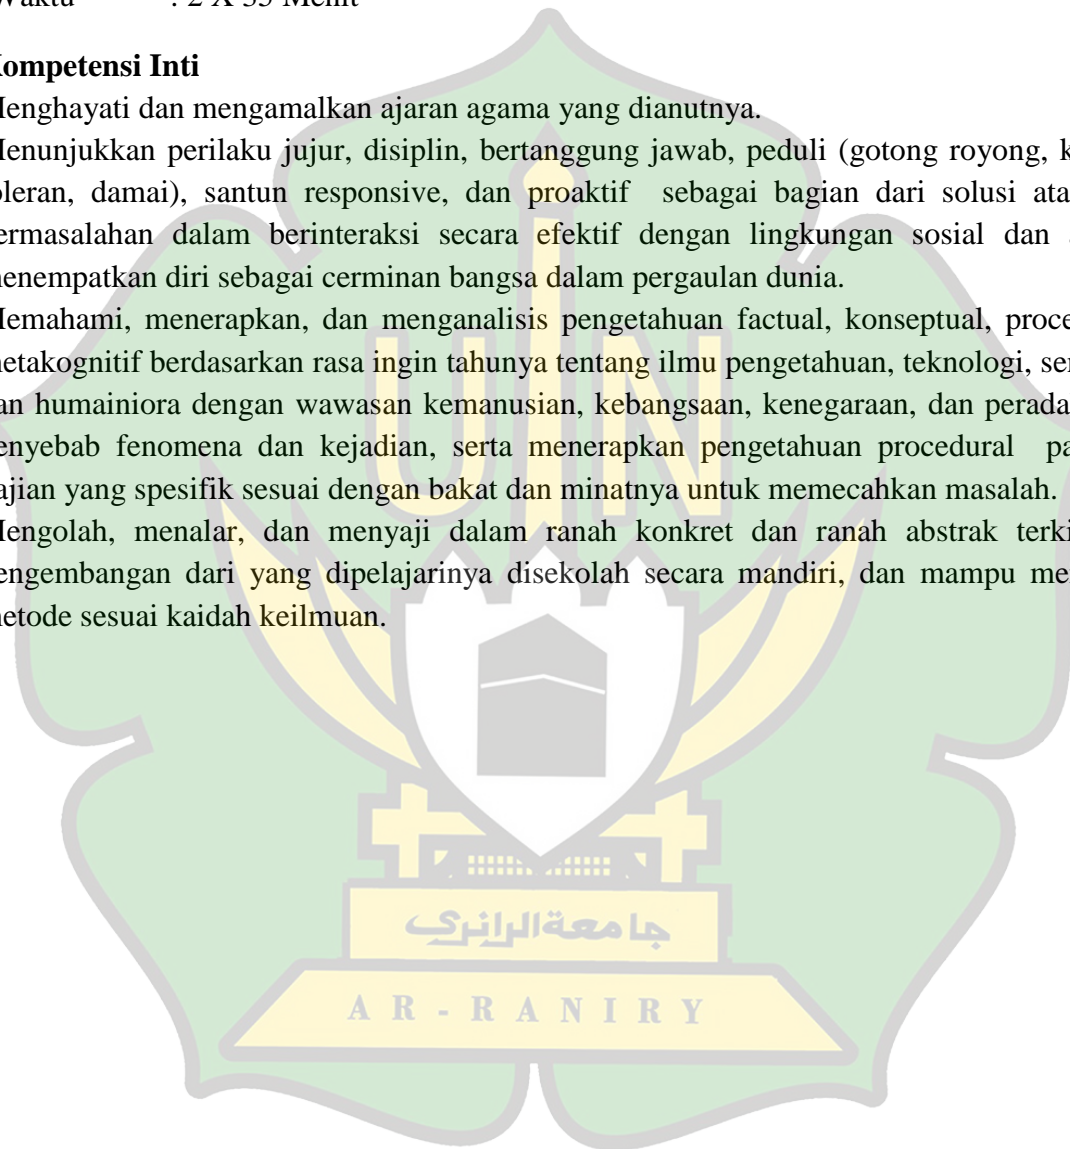 Waktu : 2 X 35 Menit
Kompetensi Inti
Menghayati dan mengamalkan ajaran agama yang dianutnya.
Menunjukkan perilaku jujur, disiplin, bertanggung jawab, peduli (gotong royong, k
oleran, damai), santun responsive, dan proaktif sebagai bagian dari solusi ata
permasalahan dalam berinteraksi secara efektif dengan lingkungan sosial dan
menempatkan diri sebagai cerminan bangsa dalam pergaulan dunia.
Memahami, menerapkan, dan menganalisis pengetahuan factual, konseptual, proce
metakognitif berdasarkan rasa ingin tahunya tentang ilmu pengetahuan, teknologi, ser
an humainiora dengan wawasan kemanusian, kebangsaan, kenegaraan, dan perada
penyebab fenomena dan kejadian, serta menerapkan pengetahuan procedural pa
ajian yang spesifik sesuai dengan bakat dan minatnya untuk memecahkan masalah.
Mengolah, menalar, dan menyaji dalam ranah konkret dan ranah abstrak terki
engembangan dari yang dipelajarinya disekolah secara mandiri, dan mampu me
metode sesuai kaidah keilmuan.
UIN
جامعة الرانري
AR-RANIRY